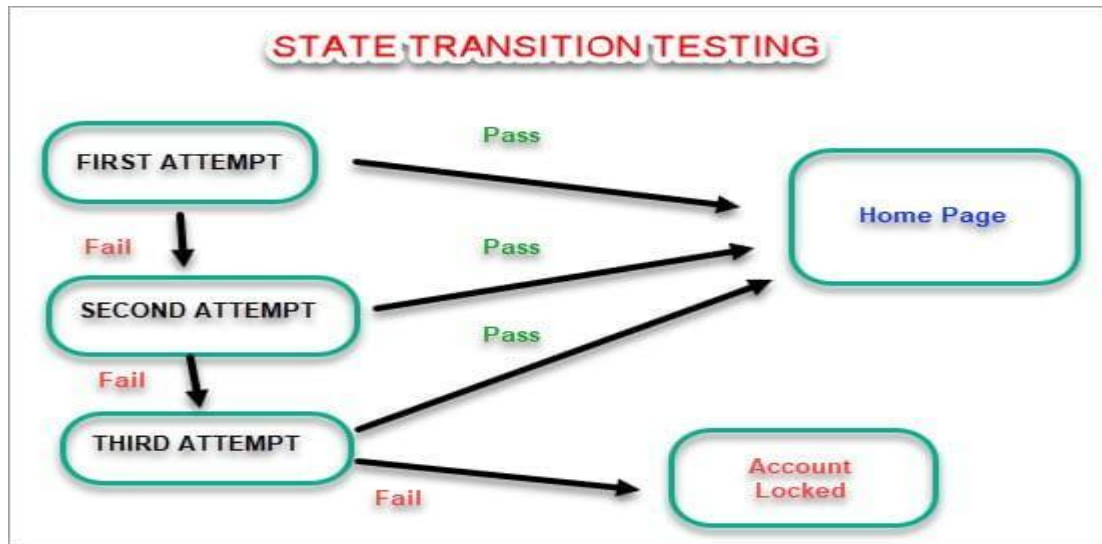 STATE TRANSITION TESTING
FIRST ATTEMPT
Pass
Home Page
Fail
Pass
SECOND ATTEMPT
Pass
Fail
THIRD ATTEMPT
Fail
Account
Locked